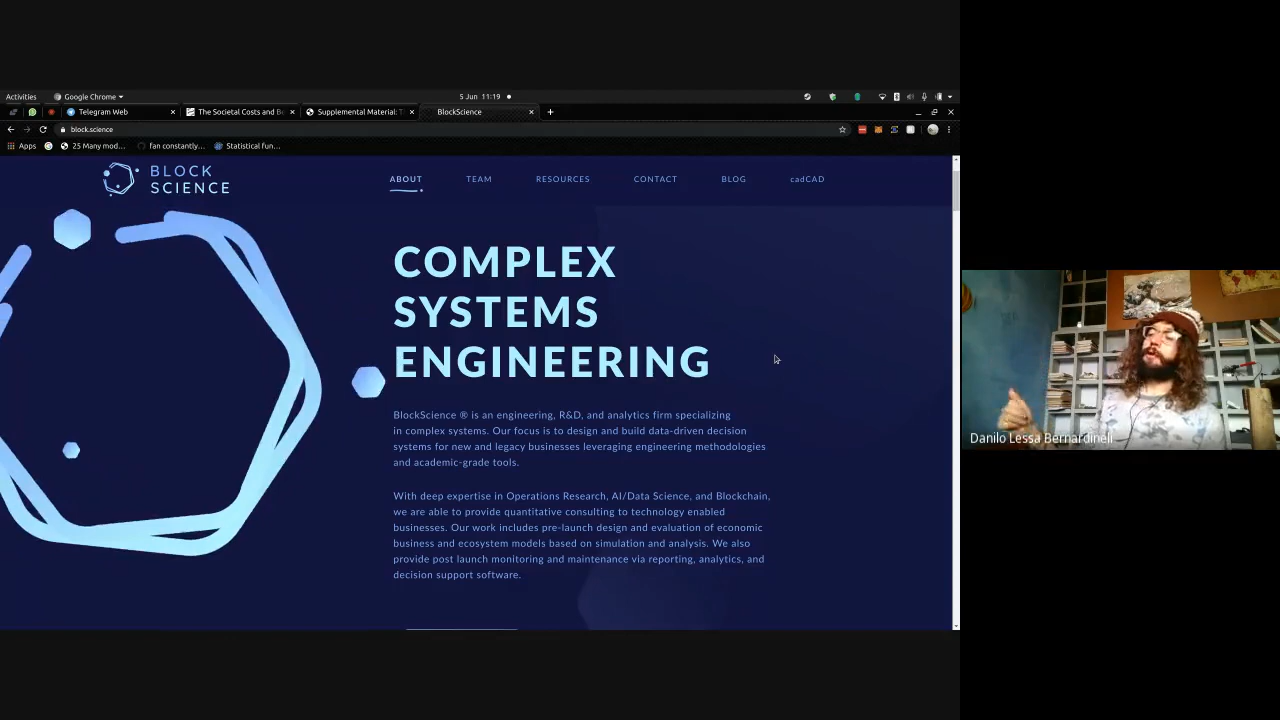 Activities
Google Chrome
5 Jun 11:19
Telegram Web
The Societal Costs and B
Supplemental Material: T
BlockScience
block.science
Apps
25 Many mod…
fan constantly…
Statistical fun…
BLOCK
SCIENCE
ABOUT
TEAM
RESOURCES
CONTACT
BLOG
cadCAD
COMPLEX
SYSTEMS
ENGINEERING
BlockScience ® is an engineering, R&D, and analytics firm specializing
in complex systems. Our focus is to design and build data-driven decision
systems for new and legacy businesses leveraging engineering methodologies
and academic-grade tools.
With deep expertise in Operations Research, AI/Data Science, and Blockchain,
we are able to provide quantitative consulting to technology enabled
businesses. Our work includes pre-launch design and evaluation of economic
business and ecosystem models based on simulation and analysis. We also
provide post launch monitoring and maintenance via reporting, analytics, and
decision support software.
Danilo Lessa Bernardineli